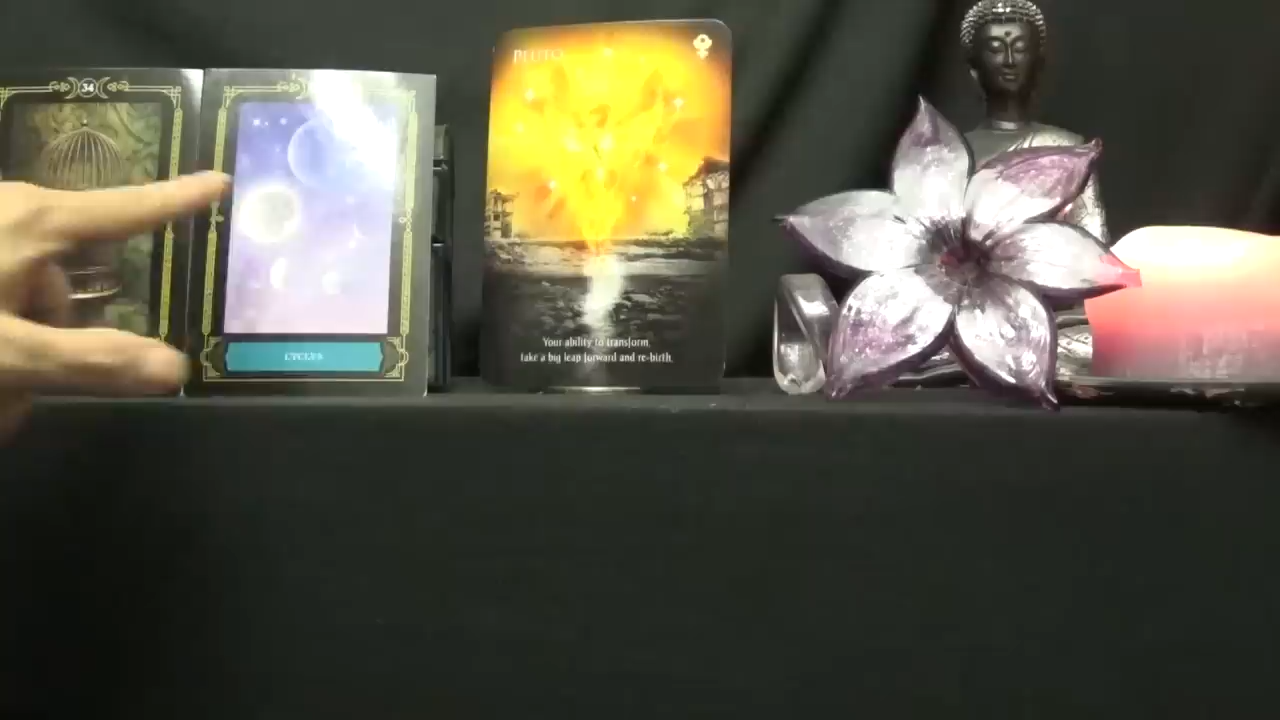 34
PLUTO
CYCLES
Your ability to transform,
take a big leap forward and re-birth.